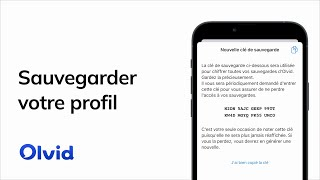 Sauvegarder
votre profil
Olvid
Nouvelle clé de sauvegarde
La clé de sauvegarde ci-dessous sera utilisée
pour chiffrer toutes vos sauvegardes d'Olvid.
Gardez la précieusement.
Il vous sera périodiquement demandé d'entrer
cette clé pour vous assurer de ne pas perdre
l'accès à vos sauvegardes.
C'est votre seule occasion de noter cette clé
puisqu'elle ne sera plus jamais réaffichée. Si
vous la perdez, vous devrez en générer une
nouvelle.
J'ai bien copié la clé